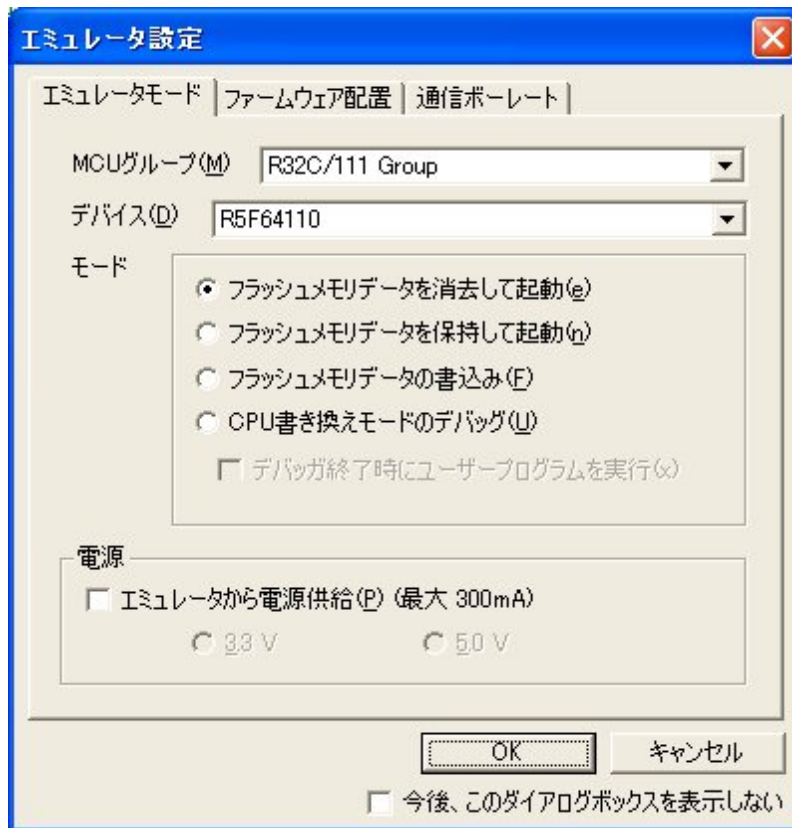 エミュレータ設定
エミュレータモード ファームウェア配置 通信ボーレート
MCUグループ(M) R32C/111 Group
デバイス(D) R5F64110
モード
フラッシュメモリデータを消去して起動(e)
フラッシュメモリデータを保持して起動(n)
フラッシュメモリデータの書込み(F)
CPU書き換えモードのデバッグ(U)
デバッガ終了時にユーザープログラムを実行(x)
電源
エミュレータから電源供給(P) (最大 300mA)
3.3 V 5.0 V
OK キャンセル
今後、このダイアログボックスを表示しない